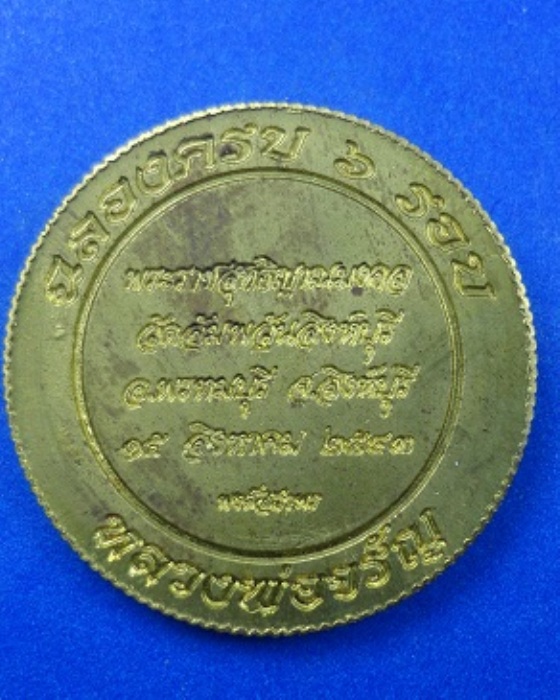 ฉลองครบ ๖ รอบ
พระราชสุทธิญาณมงคล
วัดอัมพวันสิงห์บุรี
อ.พรหมบุรี จ.สิงห์บุรี
๑๕ สิงหาคม ๒๕๔๓
หลวงพ่อจรัญ